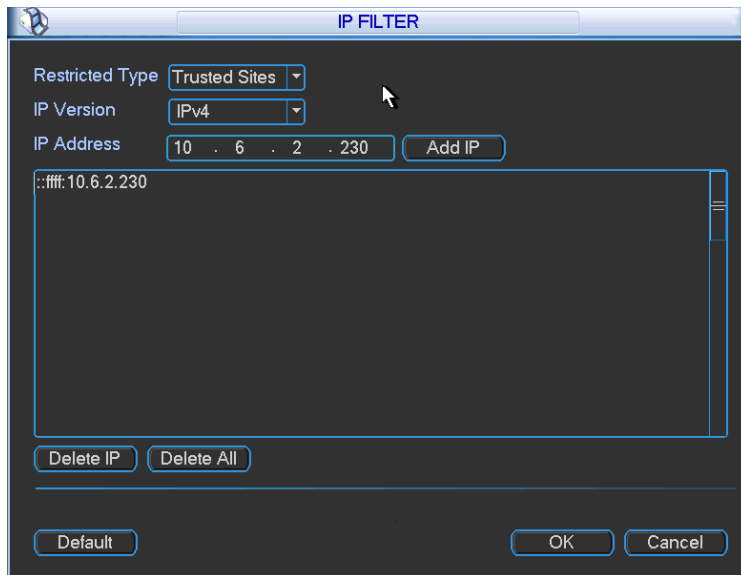 IP FILTER
Restricted Type Trusted Sites
IP Version IPv4
IP Address 10 . 6 . 2 . 230 Add IP
::ffff:10.6.2.230
Delete IP Delete All
Default OK Cancel